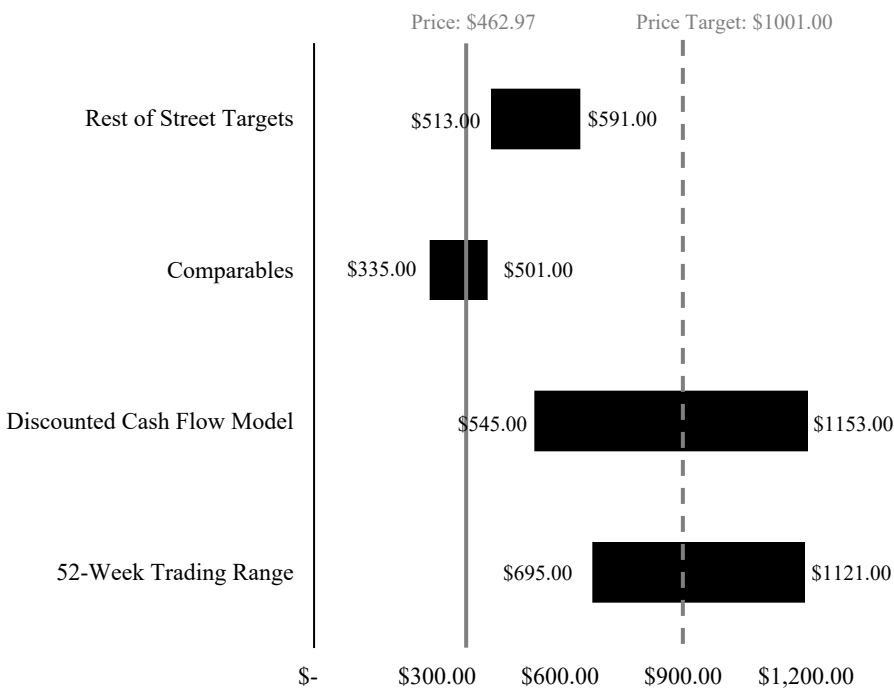 Price: $462.97 Price Target: $1001.00
Rest of Street Targets $513.00 $591.00
Comparables $335.00 $501.00
Discounted Cash Flow Model $545.00 $1153.00
52-Week Trading Range $695.00 $1121.00
$- $300.00 $600.00 $900.00 $1,200.00